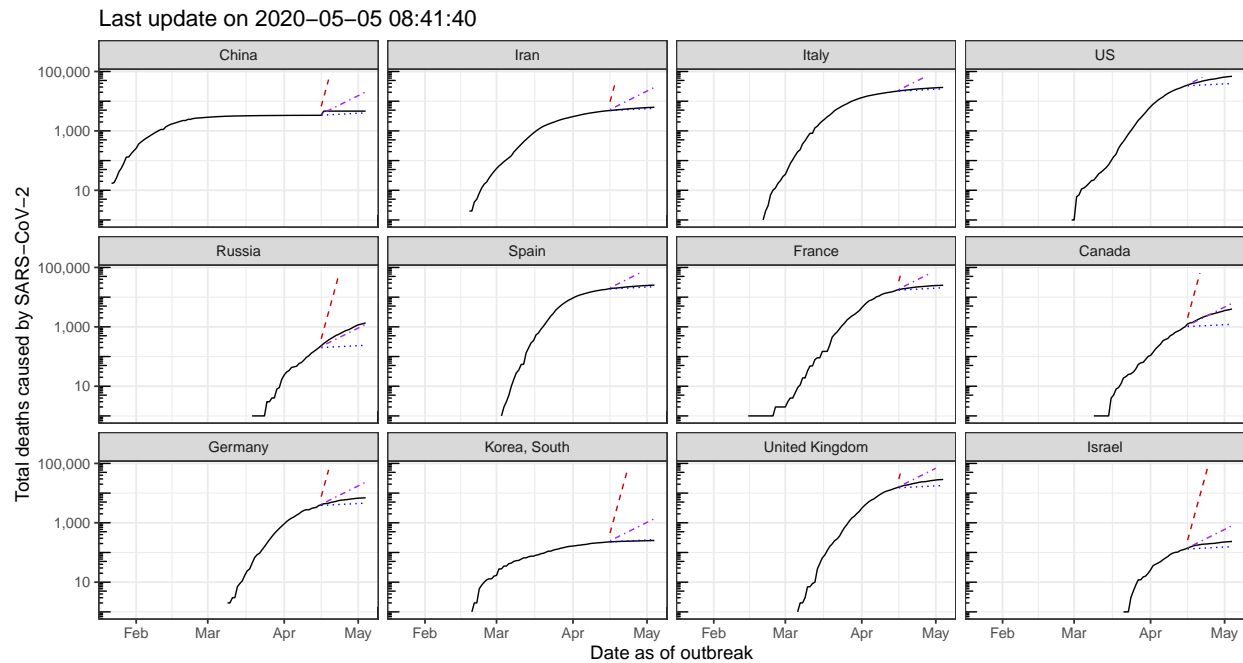 Last update on 2020−05−05 08:41:40
China
Iran
Italy
US
100,000
1,000
10
Russia
Spain
France
Canada
100,000
1,000
10
Germany
Korea, South
United Kingdom
Israel
100,000
1,000
10
Total deaths caused by SARS−CoV−2
Feb Mar Apr May
Feb Mar Apr May
Feb Mar Apr May
Feb Mar Apr May
Date as of outbreak